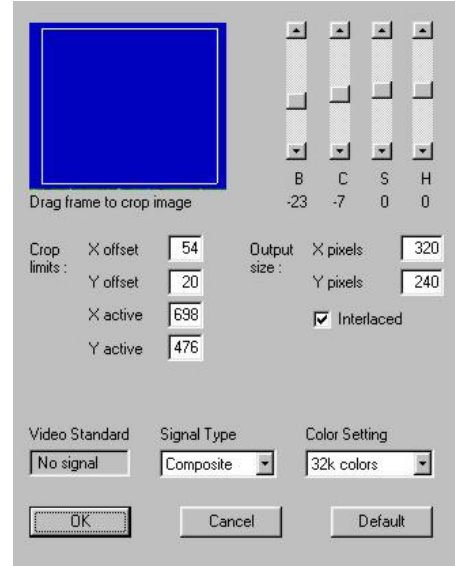 B C S H
Drag frame to crop image -23 -7 0 0
Crop limits : X offset 54 Output size : X pixels 320
Y offset 20 Y pixels 240
X active 698 Interlaced
Y active 476
Video Standard Signal Type Color Setting
No signal Composite 32k colors
OK Cancel Default